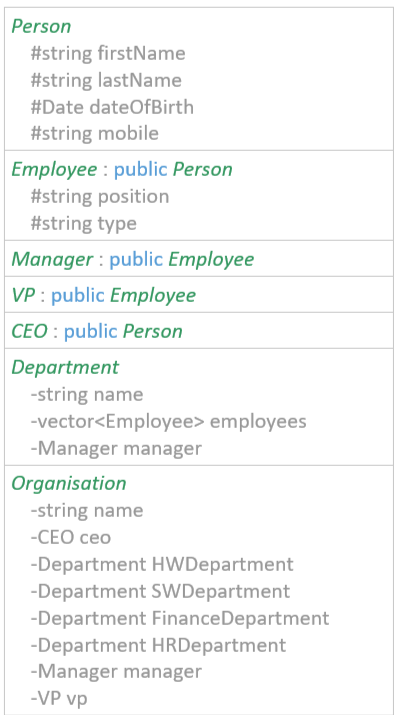 Person
#string firstName
#string lastName
#Date dateOfBirth
#string mobile
Employee : public Person
#string position
#string type
Manager : public Employee
VP : public Employee
CEO : public Person
Department
-string name
-vector<Employee> employees
-Manager manager
Organisation
-string name
-CEO ceo
-Department HWDepartment
-Department SWDepartment
-Department FinanceDepartment
-Department HRDepartment
-Manager manager
-VP vp